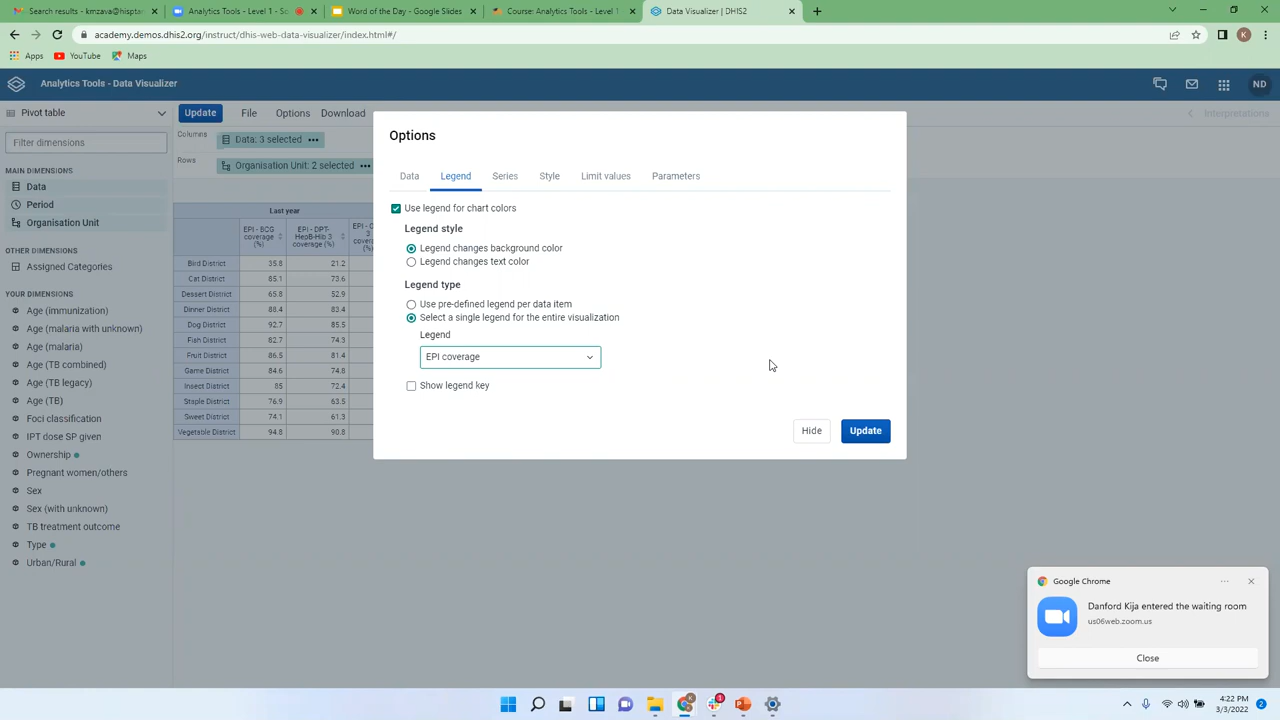 Search results - kmzava@hisptan
Analytics Tools - Level 1 - S
Word of the Day - Google Slides
Course: Analytics Tools - Level 1
Data Visualizer | DHIS2
academy.demos.dhis2.org/instruct/dhis-web-data-visualizer/index.html#/
K
Apps
YouTube
Maps
Analytics Tools - Data Visualizer
ND
Pivot table
Update
File
Options
Download
Interpretations
Filter dimensions
Columns
Data: 3 selected
Rows
Organisation Unit: 2 selected
MAIN DIMENSIONS
Data
Period
Organisation Unit
OTHER DIMENSIONS
Assigned Categories
YOUR DIMENSIONS
Age (immunization)
Age (malaria with unknown)
Age (malaria)
Age (TB combined)
Age (TB legacy)
Age (TB)
Foci classification
IPT dose SP given
Ownership
Pregnant women/others
Sex
Sex (with unknown)
TB treatment outcome
Type
Urban/Rural
Last year
EPI - BCG coverage (%)
EPI - DPT-HepB-Hib 3 coverage (%)
Bird District 35.8 21.2
Cat District 85.1 73.6
Dessert District 65.8 52.9
Dinner District 88.4 83.4
Dog District 92.7 85.5
Fish District 82.7 74.3
Fruit District 86.5 81.4
Game District 84.6 74.8
Insect District 85 72.4
Staple District 76.9 63.5
Sweet District 74.1 61.3
Vegetable District 94.8 90.8
Options
Data
Legend
Series
Style
Limit values
Parameters
Use legend for chart colors
Legend style
Legend changes background color
Legend changes text color
Legend type
Use pre-defined legend per data item
Select a single legend for the entire visualization
Legend
EPI coverage
Show legend key
Hide
Update
Google Chrome
Danford Kija entered the waiting room
us06web.zoom.us
Close
4:22 PM
3/3/2022